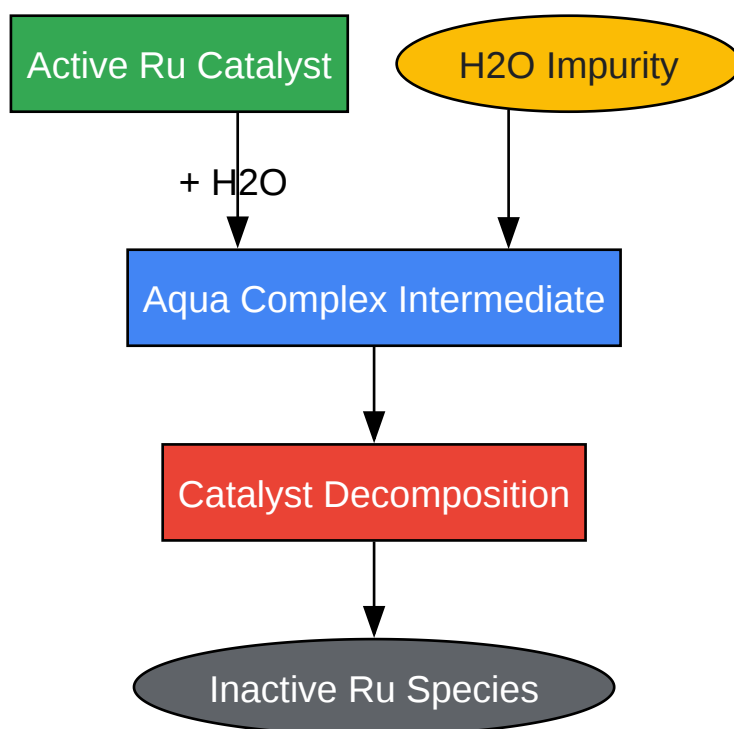 Active Ru Catalyst
H2O Impurity
+ H2O
Aqua Complex Intermediate
Catalyst Decomposition
Inactive Ru Species